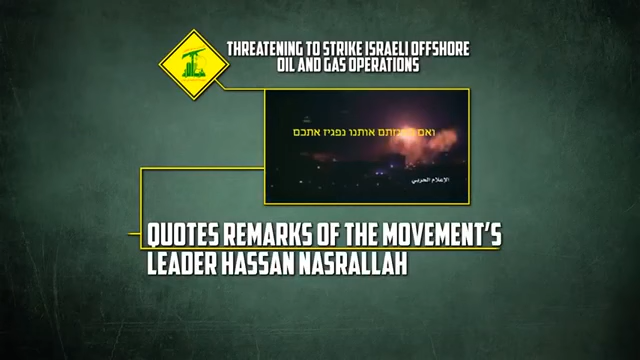 THREATENING TO STRIKE ISRAELI OFFSHORE
OIL AND GAS OPERATIONS
ואם אותנו נפגיז אתכם
الإعلام الحربي
QUOTES REMARKS OF THE MOVEMENT'S
LEADER HASSAN NASRALLAH